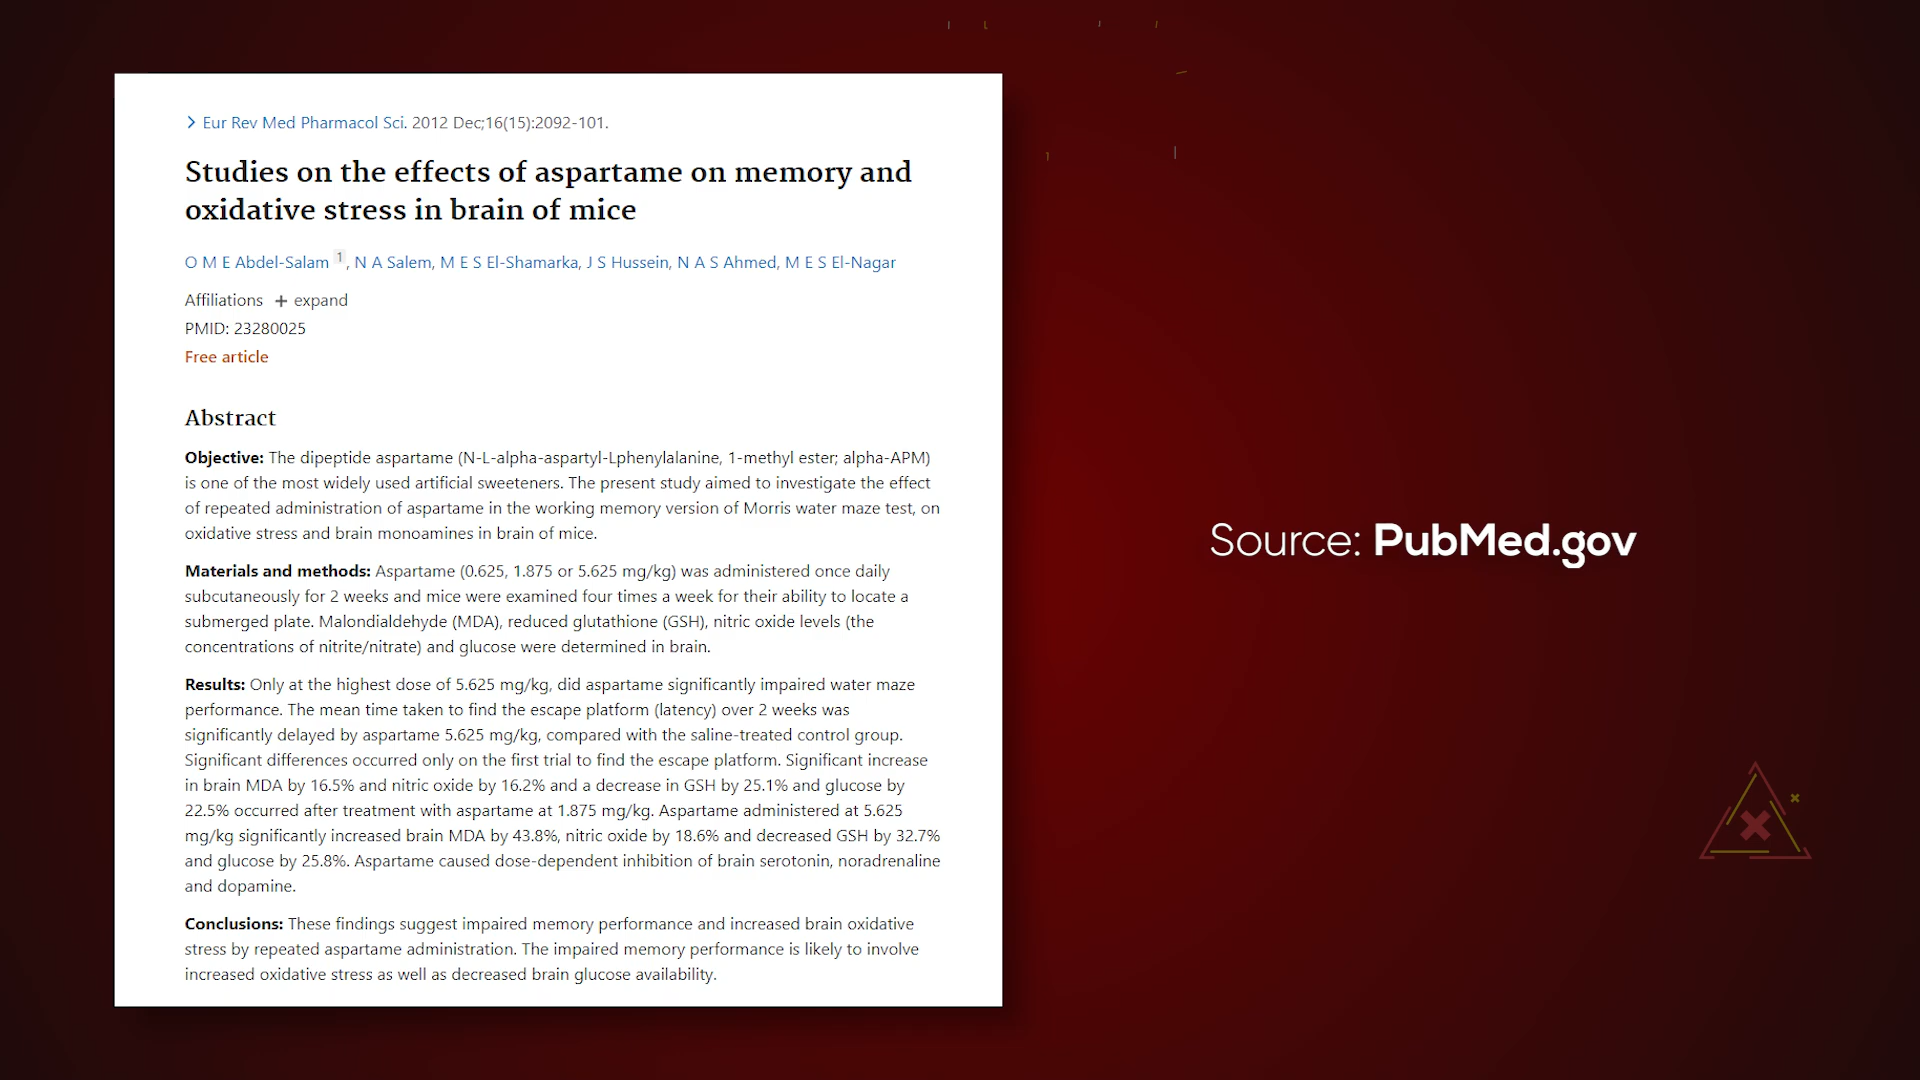 Eur Rev Med Pharmacol Sci. 2012 Dec;16(15):2092-101.
Studies on the effects of aspartame on memory and
oxidative stress in brain of mice
O M E Abdel-Salam 1, N A Salem, M E S El-Shamarka, J S Hussein, N A S Ahmed, M E S El-Nagar
Affiliations + expand
PMID: 23280025
Free article
Abstract
Objective: The dipeptide aspartame (N-L-alpha-aspartyl-Lphenylalanine, 1-methyl ester; alpha-APM)
is one of the most widely used artificial sweeteners. The present study aimed to investigate the effect
of repeated administration of aspartame in the working memory version of Morris water maze test, on
oxidative stress and brain monoamines in brain of mice.
Materials and methods: Aspartame (0.625, 1.875 or 5.625 mg/kg) was administered once daily
subcutaneously for 2 weeks and mice were examined four times a week for their ability to locate a
submerged plate. Malondialdehyde (MDA), reduced glutathione (GSH), nitric oxide levels (the
concentrations of nitrite/nitrate) and glucose were determined in brain.
Results: Only at the highest dose of 5.625 mg/kg, did aspartame significantly impaired water maze
performance. The mean time taken to find the escape platform (latency) over 2 weeks was
significantly delayed by aspartame 5.625 mg/kg, compared with the saline-treated control group.
Significant differences occurred only on the first trial to find the escape platform. Significant increase
in brain MDA by 16.5% and nitric oxide by 16.2% and a decrease in GSH by 25.1% and glucose by
22.5% occurred after treatment with aspartame at 1.875 mg/kg. Aspartame administered at 5.625
mg/kg significantly increased brain MDA by 43.8%, nitric oxide by 18.6% and decreased GSH by 32.7%
and glucose by 25.8%. Aspartame caused dose-dependent inhibition of brain serotonin, noradrenaline
and dopamine.
Conclusions: These findings suggest impaired memory performance and increased brain oxidative
stress by repeated aspartame administration. The impaired memory performance is likely to involve
increased oxidative stress as well as decreased brain glucose availability.
Source: PubMed.gov